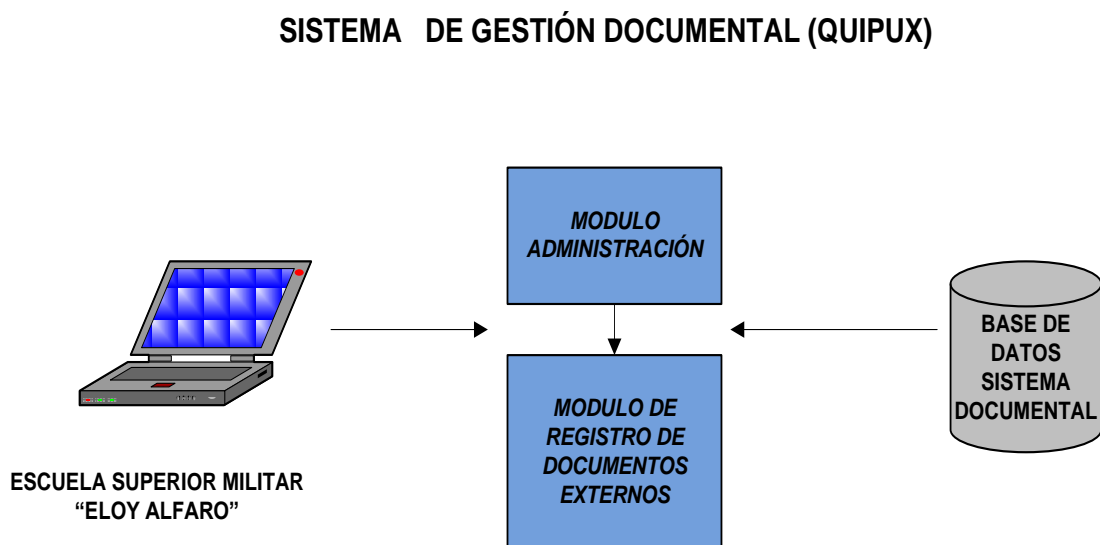 SISTEMA DE GESTIÓN DOCUMENTAL (QUIPUX)
MODULO
ADMINISTRACIÓN
BASE DE
DATOS
SISTEMA
DOCUMENTAL
MODULO DE
REGISTRO DE
DOCUMENTOS
EXTERNOS
ESCUELA SUPERIOR MILITAR
“ELOY ALFARO”